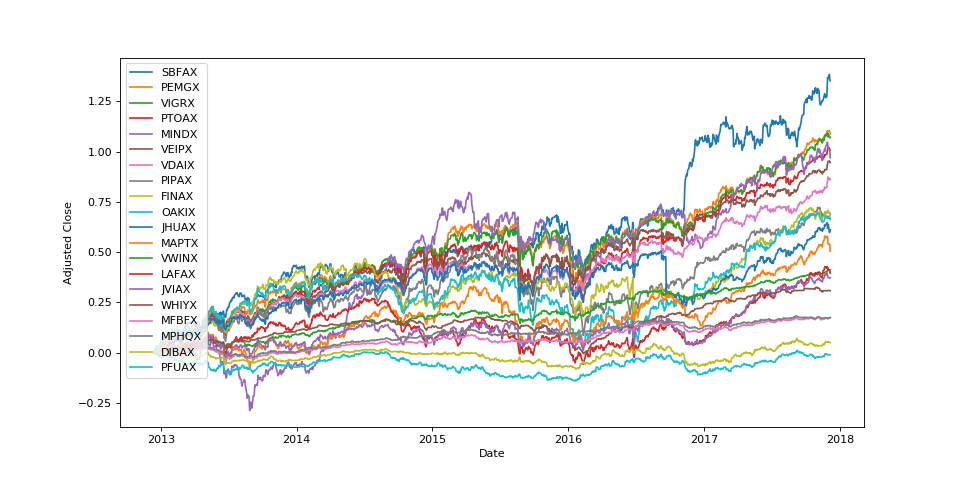 Adjusted Close
1.25
1.00
0.75
0.50
0.25
0.00
−0.25
SBFAX
PEMGX
VIGRX
PTOAX
MINDX
VEIPX
VDAIX
PIPAX
FINAX
OAKIX
JHUAX
MAPTX
VWINX
LAFAX
JVIAX
WHIYX
MFBFX
MPHQX
DIBAX
PFUAX
2013 2014 2015 2016 2017 2018
Date